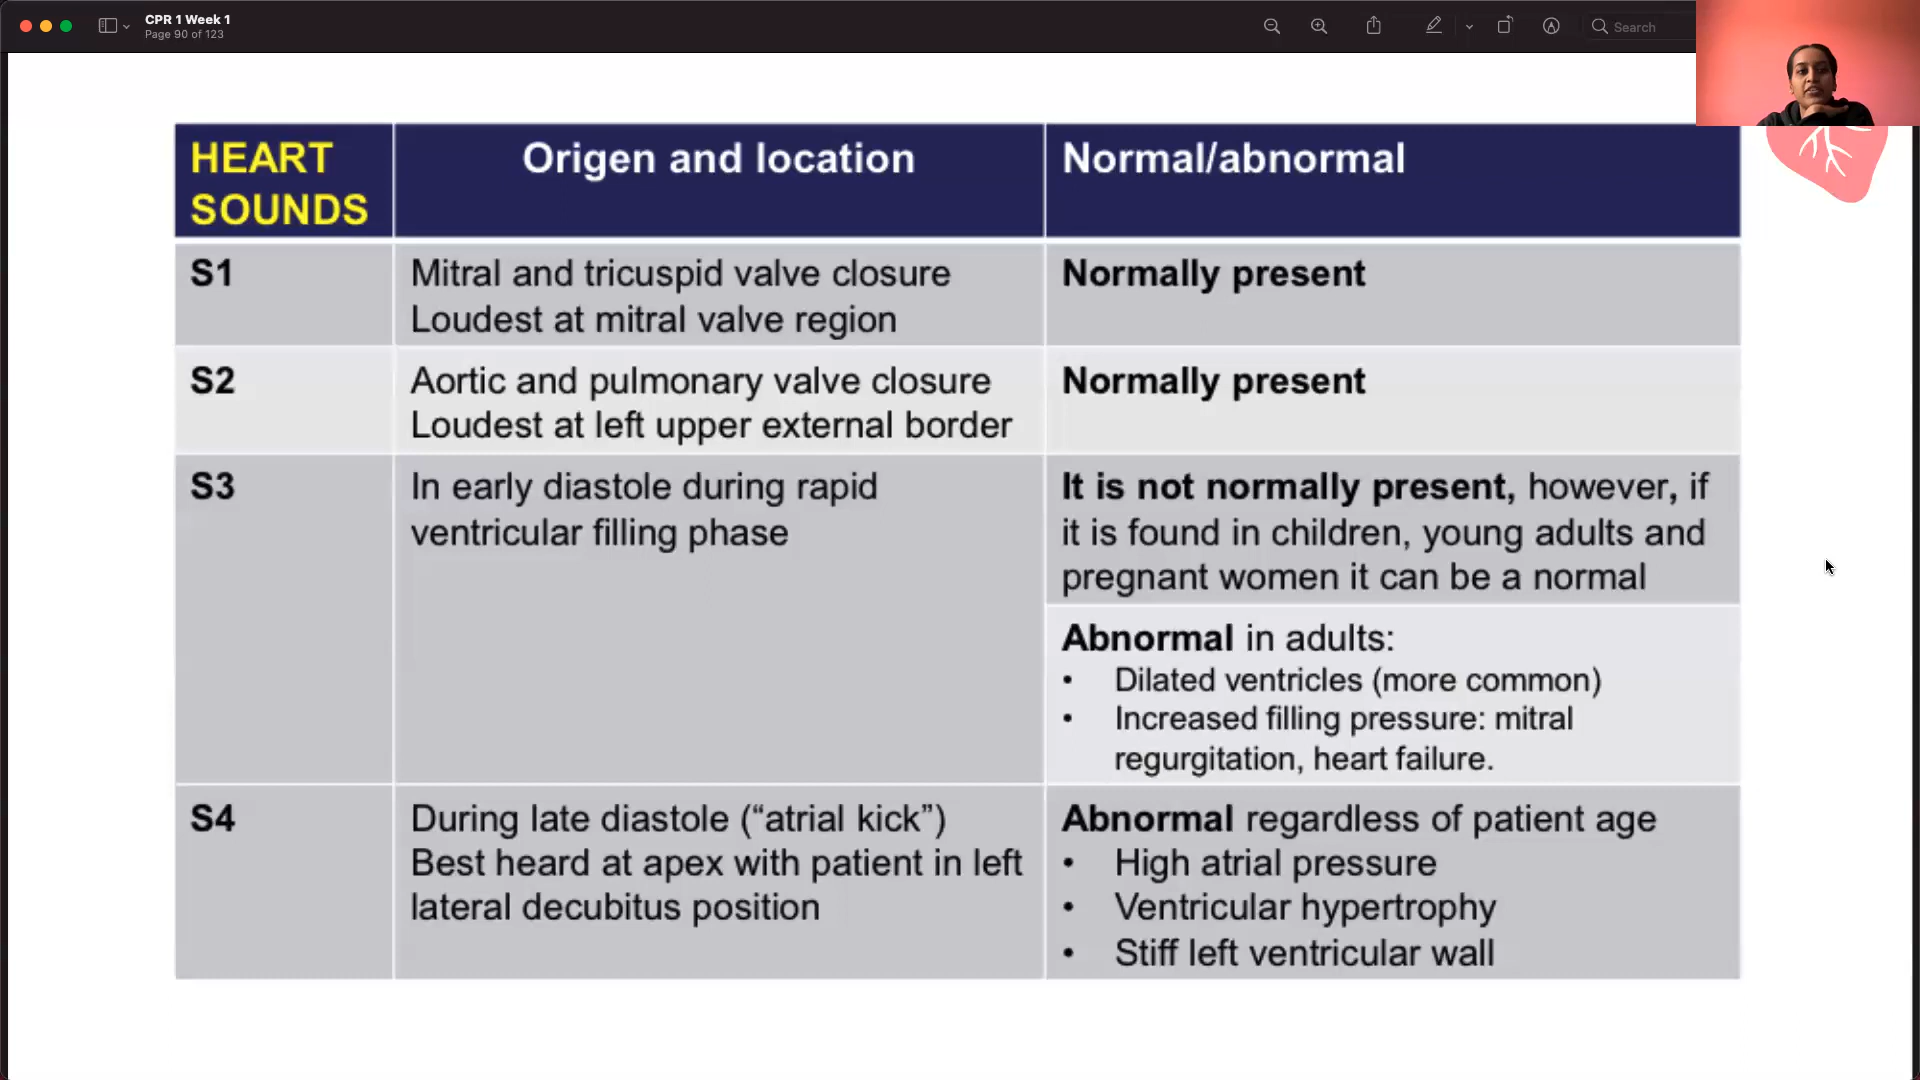 CPR 1 Week 1
Page 90 of 123
Search
HEART
SOUNDS
Origen and location
Normal/abnormal
S1
Mitral and tricuspid valve closure
Loudest at mitral valve region
Normally present
S2
Aortic and pulmonary valve closure
Loudest at left upper external border
Normally present
S3
In early diastole during rapid
ventricular filling phase
It is not normally present, however, if
it is found in children, young adults and
pregnant women it can be a normal
Abnormal in adults:
• Dilated ventricles (more common)
• Increased filling pressure: mitral
regurgitation, heart failure.
S4
During late diastole (“atrial kick”)
Best heard at apex with patient in left
lateral decubitus position
Abnormal regardless of patient age
• High atrial pressure
• Ventricular hypertrophy
• Stiff left ventricular wall